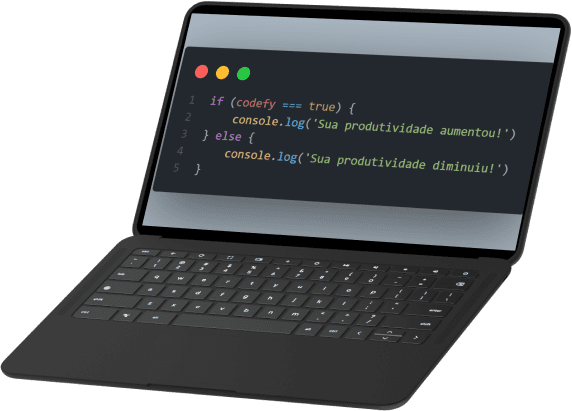 1 if (codefy === true) {
2 console.log('Sua produtividade aumentou!')
3 } else {
4 console.log('Sua produtividade diminuiu!')
5 }